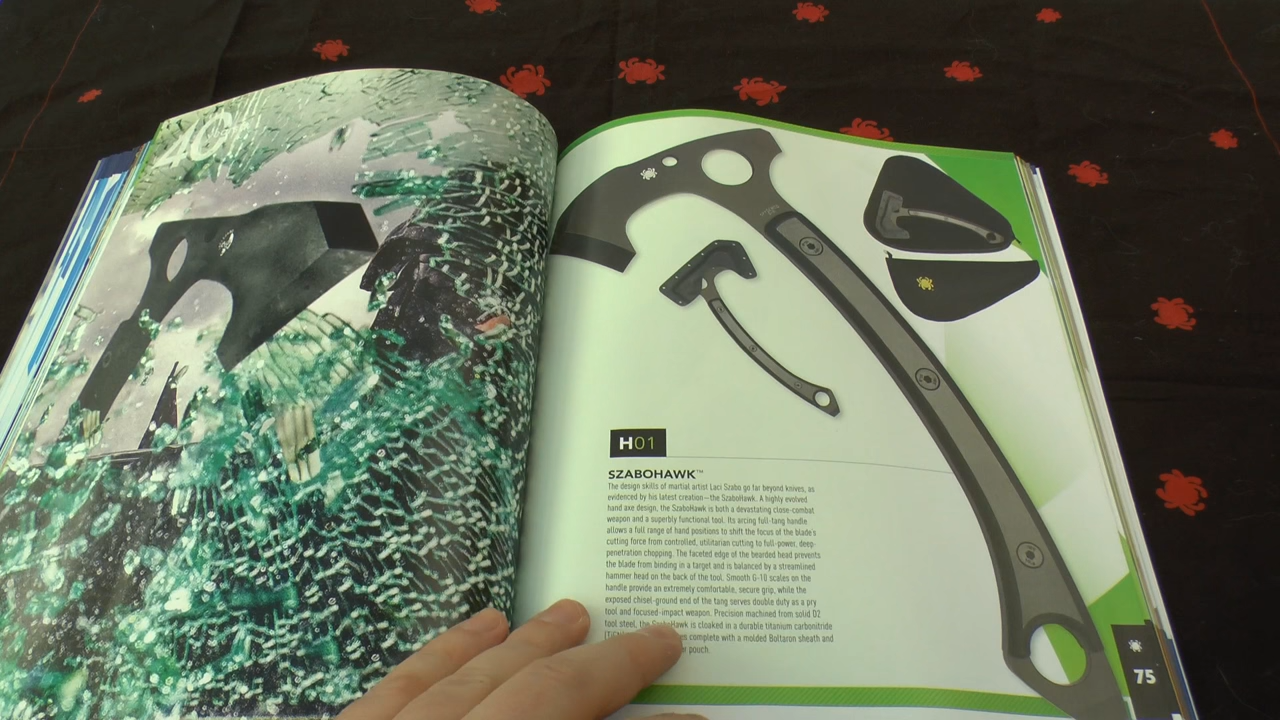 H01
SZABOHAWK™
The design skills of martial artist Laci Szabo go far beyond knives, as
evidenced by his latest creation—the SzaboHawk. A highly evolved
hand axe design, the SzaboHawk is both a devastating close-combat
weapon and a superbly functional tool. Its arcing full-tang handle
allows a full range of hand positions to shift the focus of the blade's
cutting force from controlled, utilitarian cutting to full-power, deep-
penetration chopping. The faceted edge of the bearded head prevents
the blade from binding in a target and is balanced by a streamlined
hammer head on the back of the tool. Smooth G-10 scales on the
handle provide an extremely comfortable, secure grip, while the
exposed chisel-ground end of the tang serves double duty as a pry
tool and focused-impact weapon. Precision machined from solid D2
tool steel, the SzaboHawk is cloaked in a durable titanium carbonitride
complete with a molded Boltaron sheath and
pouch.
75